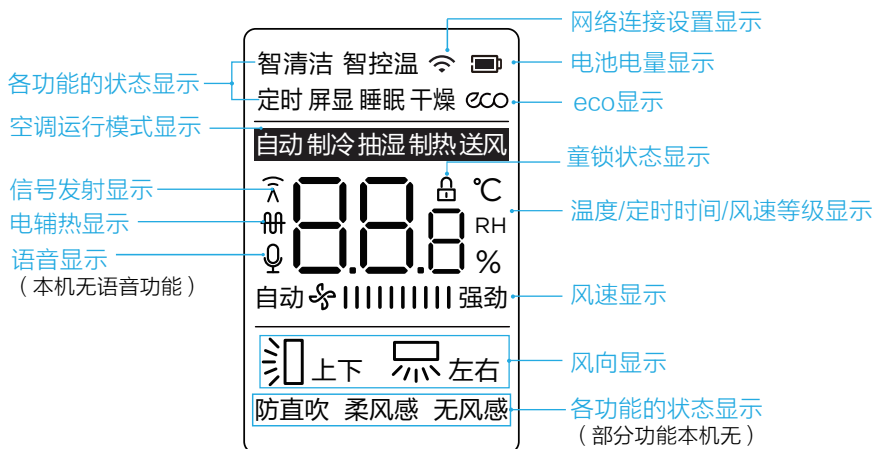 网络连接设置显示
智清洁 智控温
电池电量显示
各功能的状态显示
定时 屏显 睡眠 干燥 eco
eco显示
空调运行模式显示
自动 制冷 抽湿 制热 送风
童锁状态显示
信号发射显示
88.8 ℃
温度/定时时间/风速等级显示
电辅热显示
RH
语音显示
%
（本机无语音功能）
自动 强劲
风速显示
上下 左右
风向显示
防直吹 柔风感 无风感
各功能的状态显示
（部分功能本机无）